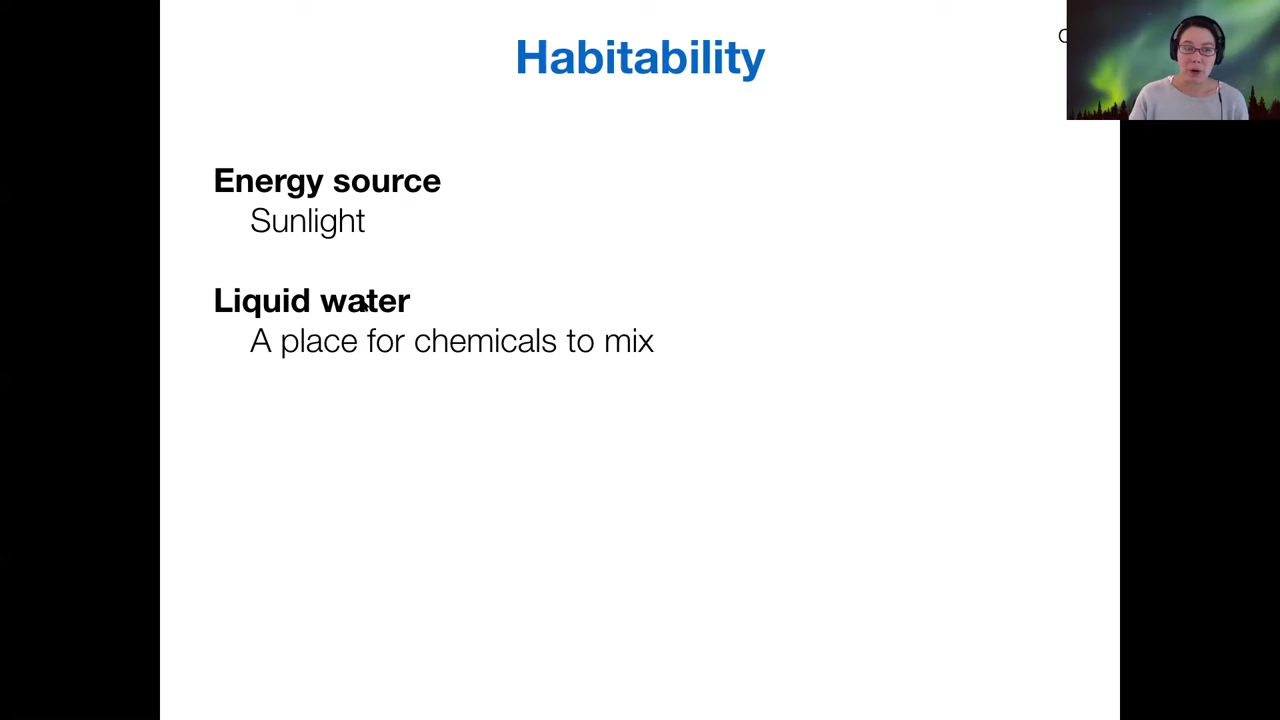 Habitability
Energy source
Sunlight
Liquid water
A place for chemicals to mix